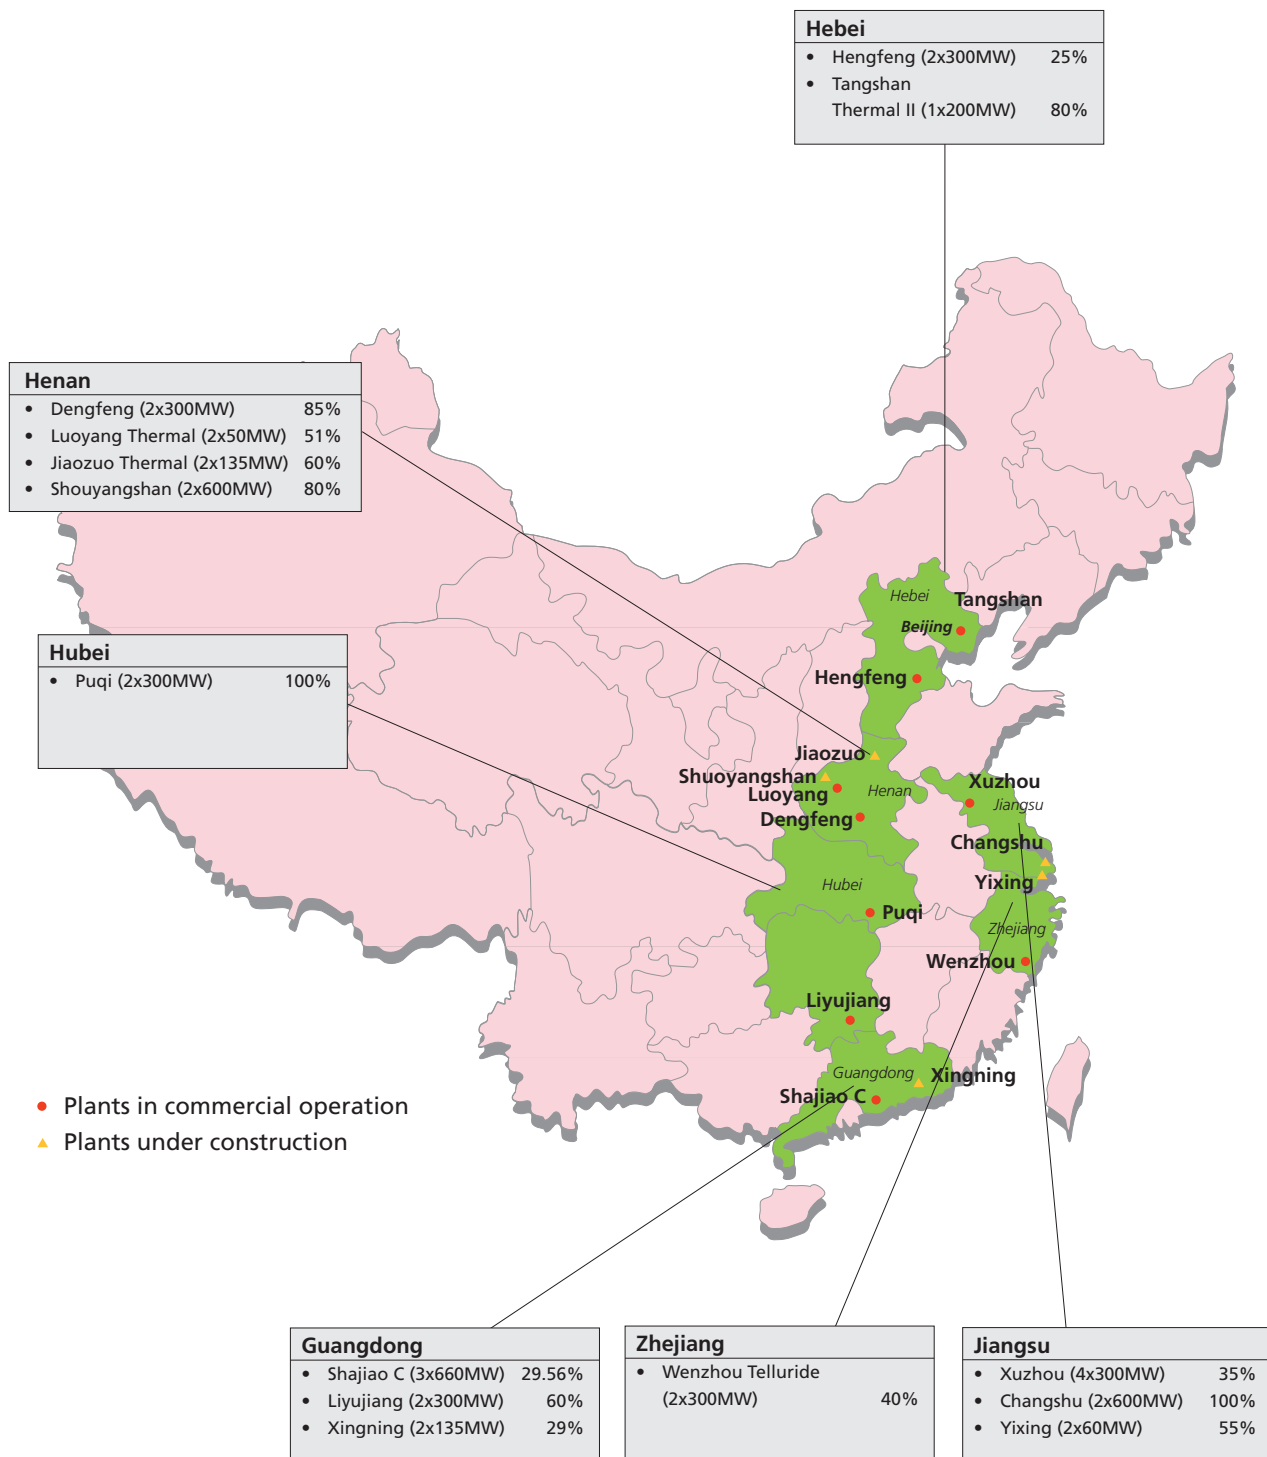 Hebei
• Hengfeng (2x300MW) 25%
• Tangshan
Thermal II (1x200MW) 80%
Henan
• Dengfeng (2x300MW) 85%
• Luoyang Thermal (2x50MW) 51%
• Jiaozuo Thermal (2x135MW) 60%
• Shouyangshan (2x600MW) 80%
Hubei
• Puqi (2x300MW) 100%
Hebei
Tangshan
Beijing
Hengfeng
Jiaozuo
Shuoyangshan
Luoyang
Henan
Dengfeng
Xuzhou
Jiangsu
Changshu
Yixing
Hubei
Puqi
Zhejiang
Wenzhou
Liyujiang
Guangdong
Xingning
Shajiao C
Plants in commercial operation
Plants under construction
Guangdong
• Shajiao C (3x660MW) 29.56%
• Liyujiang (2x300MW) 60%
• Xingning (2x135MW) 29%
Zhejiang
• Wenzhou Telluride
(2x300MW) 40%
Jiangsu
• Xuzhou (4x300MW) 35%
• Changshu (2x600MW) 100%
• Yixing (2x60MW) 55%